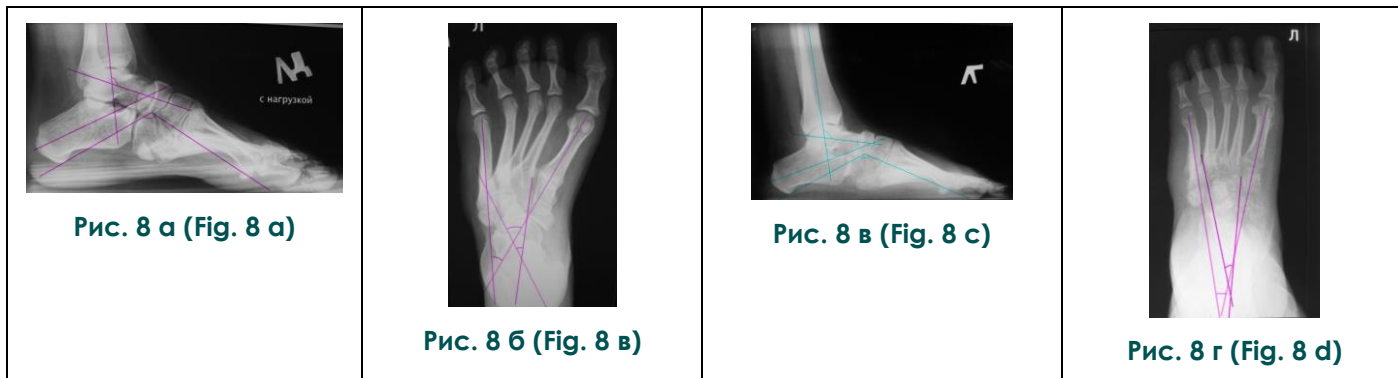 с нагрузкой
Рис. 8 а (Fig. 8 a)
Л
Рис. 8 б (Fig. 8 в)
Рис. 8 в (Fig. 8 c)
Л
Рис. 8 г (Fig. 8 d)